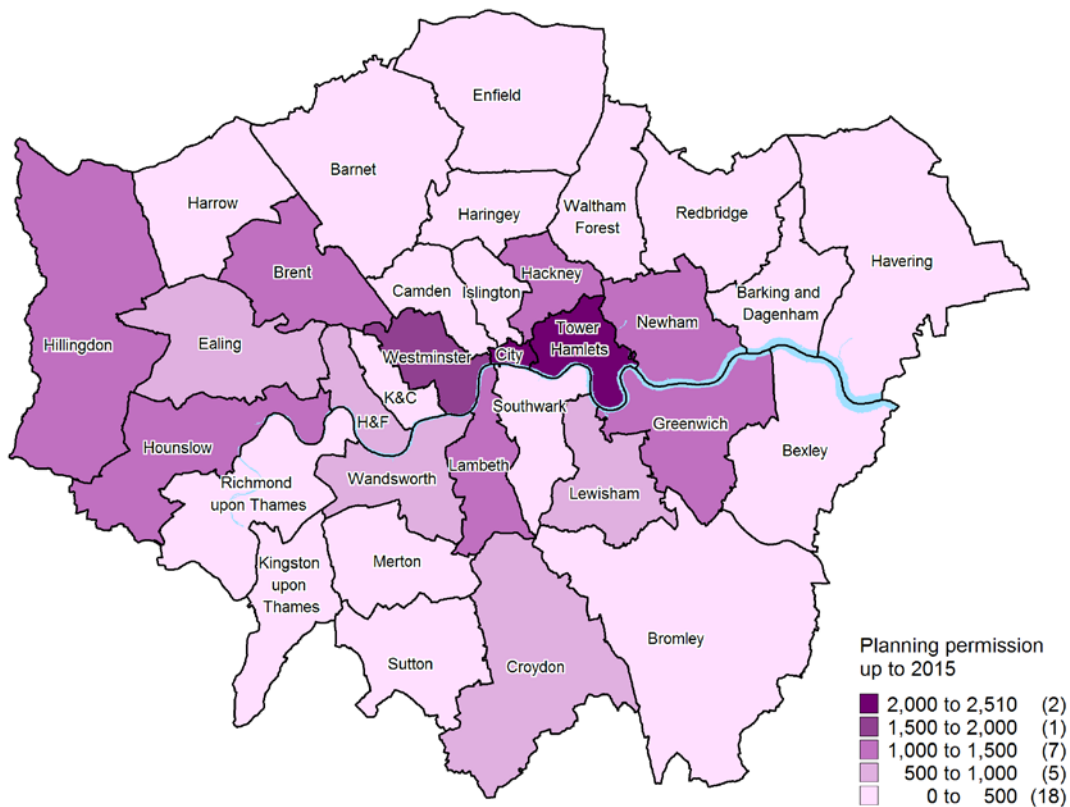 Enfield
Barnet
Harrow
Haringey
Waltham
Forest
Redbridge
Havering
Brent
Hackney
Camden
Islington
Barking and
Dagenham
Hillingdon
Ealing
Westminster
City
Tower
Hamlets
Newham
K&C
H&F
Southwark
Greenwich
Hounslow
Bexley
Lambeth
Wandsworth
Richmond
upon Thames
Lewisham
Merton
Kingston
upon
Thames
Bromley
Sutton
Croydon
Planning permission
up to 2015
2,000 to 2,510 (2)
1,500 to 2,000 (1)
1,000 to 1,500 (7)
500 to 1,000 (5)
0 to 500 (18)